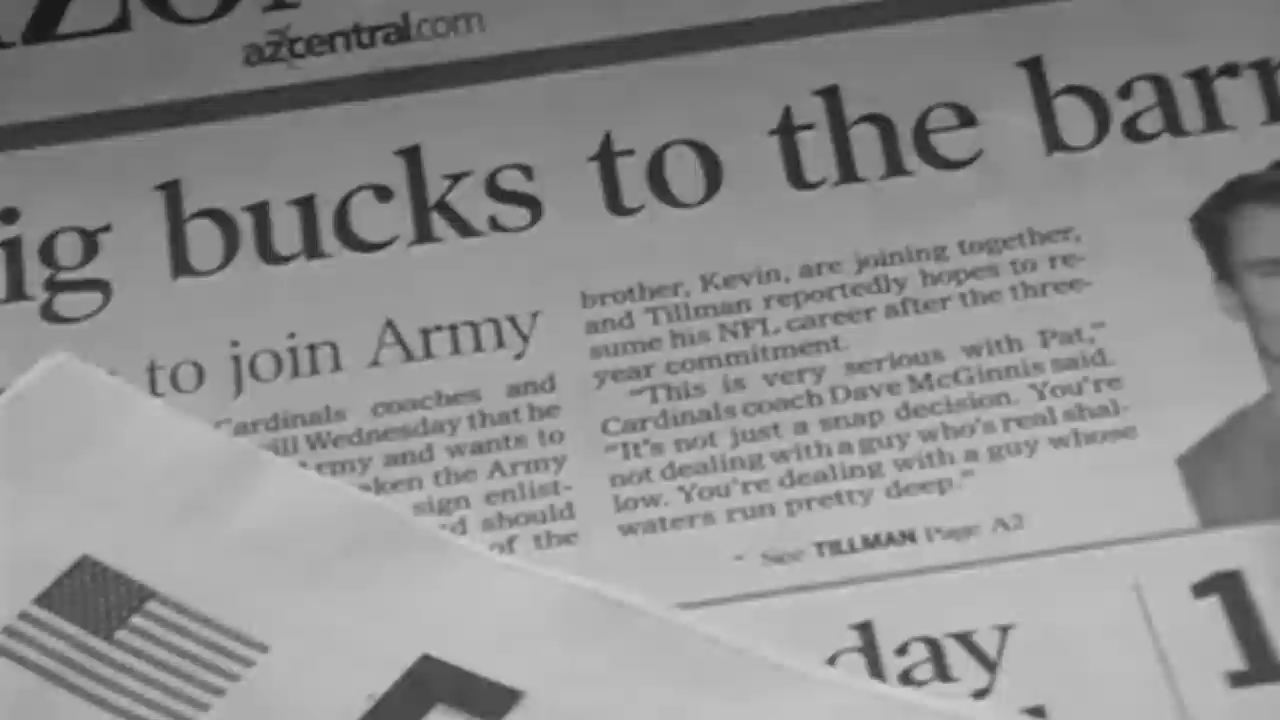 azcentral.com
ig bucks to the barr
to join Army
Cardinals coaches and
Wednesday that he
and wants to
the Army
sign enlist-
should
of the
brother, Kevin, are joining together,
and Tillman reportedly hopes to re-
sume his NFL career after the three-
year commitment.
"This is very serious with Pat,"
Cardinals coach Dave McGinnis said.
"It's not just a snap decision. You're
not dealing with a guy who's real shal-
low. You're dealing with a guy whose
waters run pretty deep."
See TILLMAN Page A2
day
1